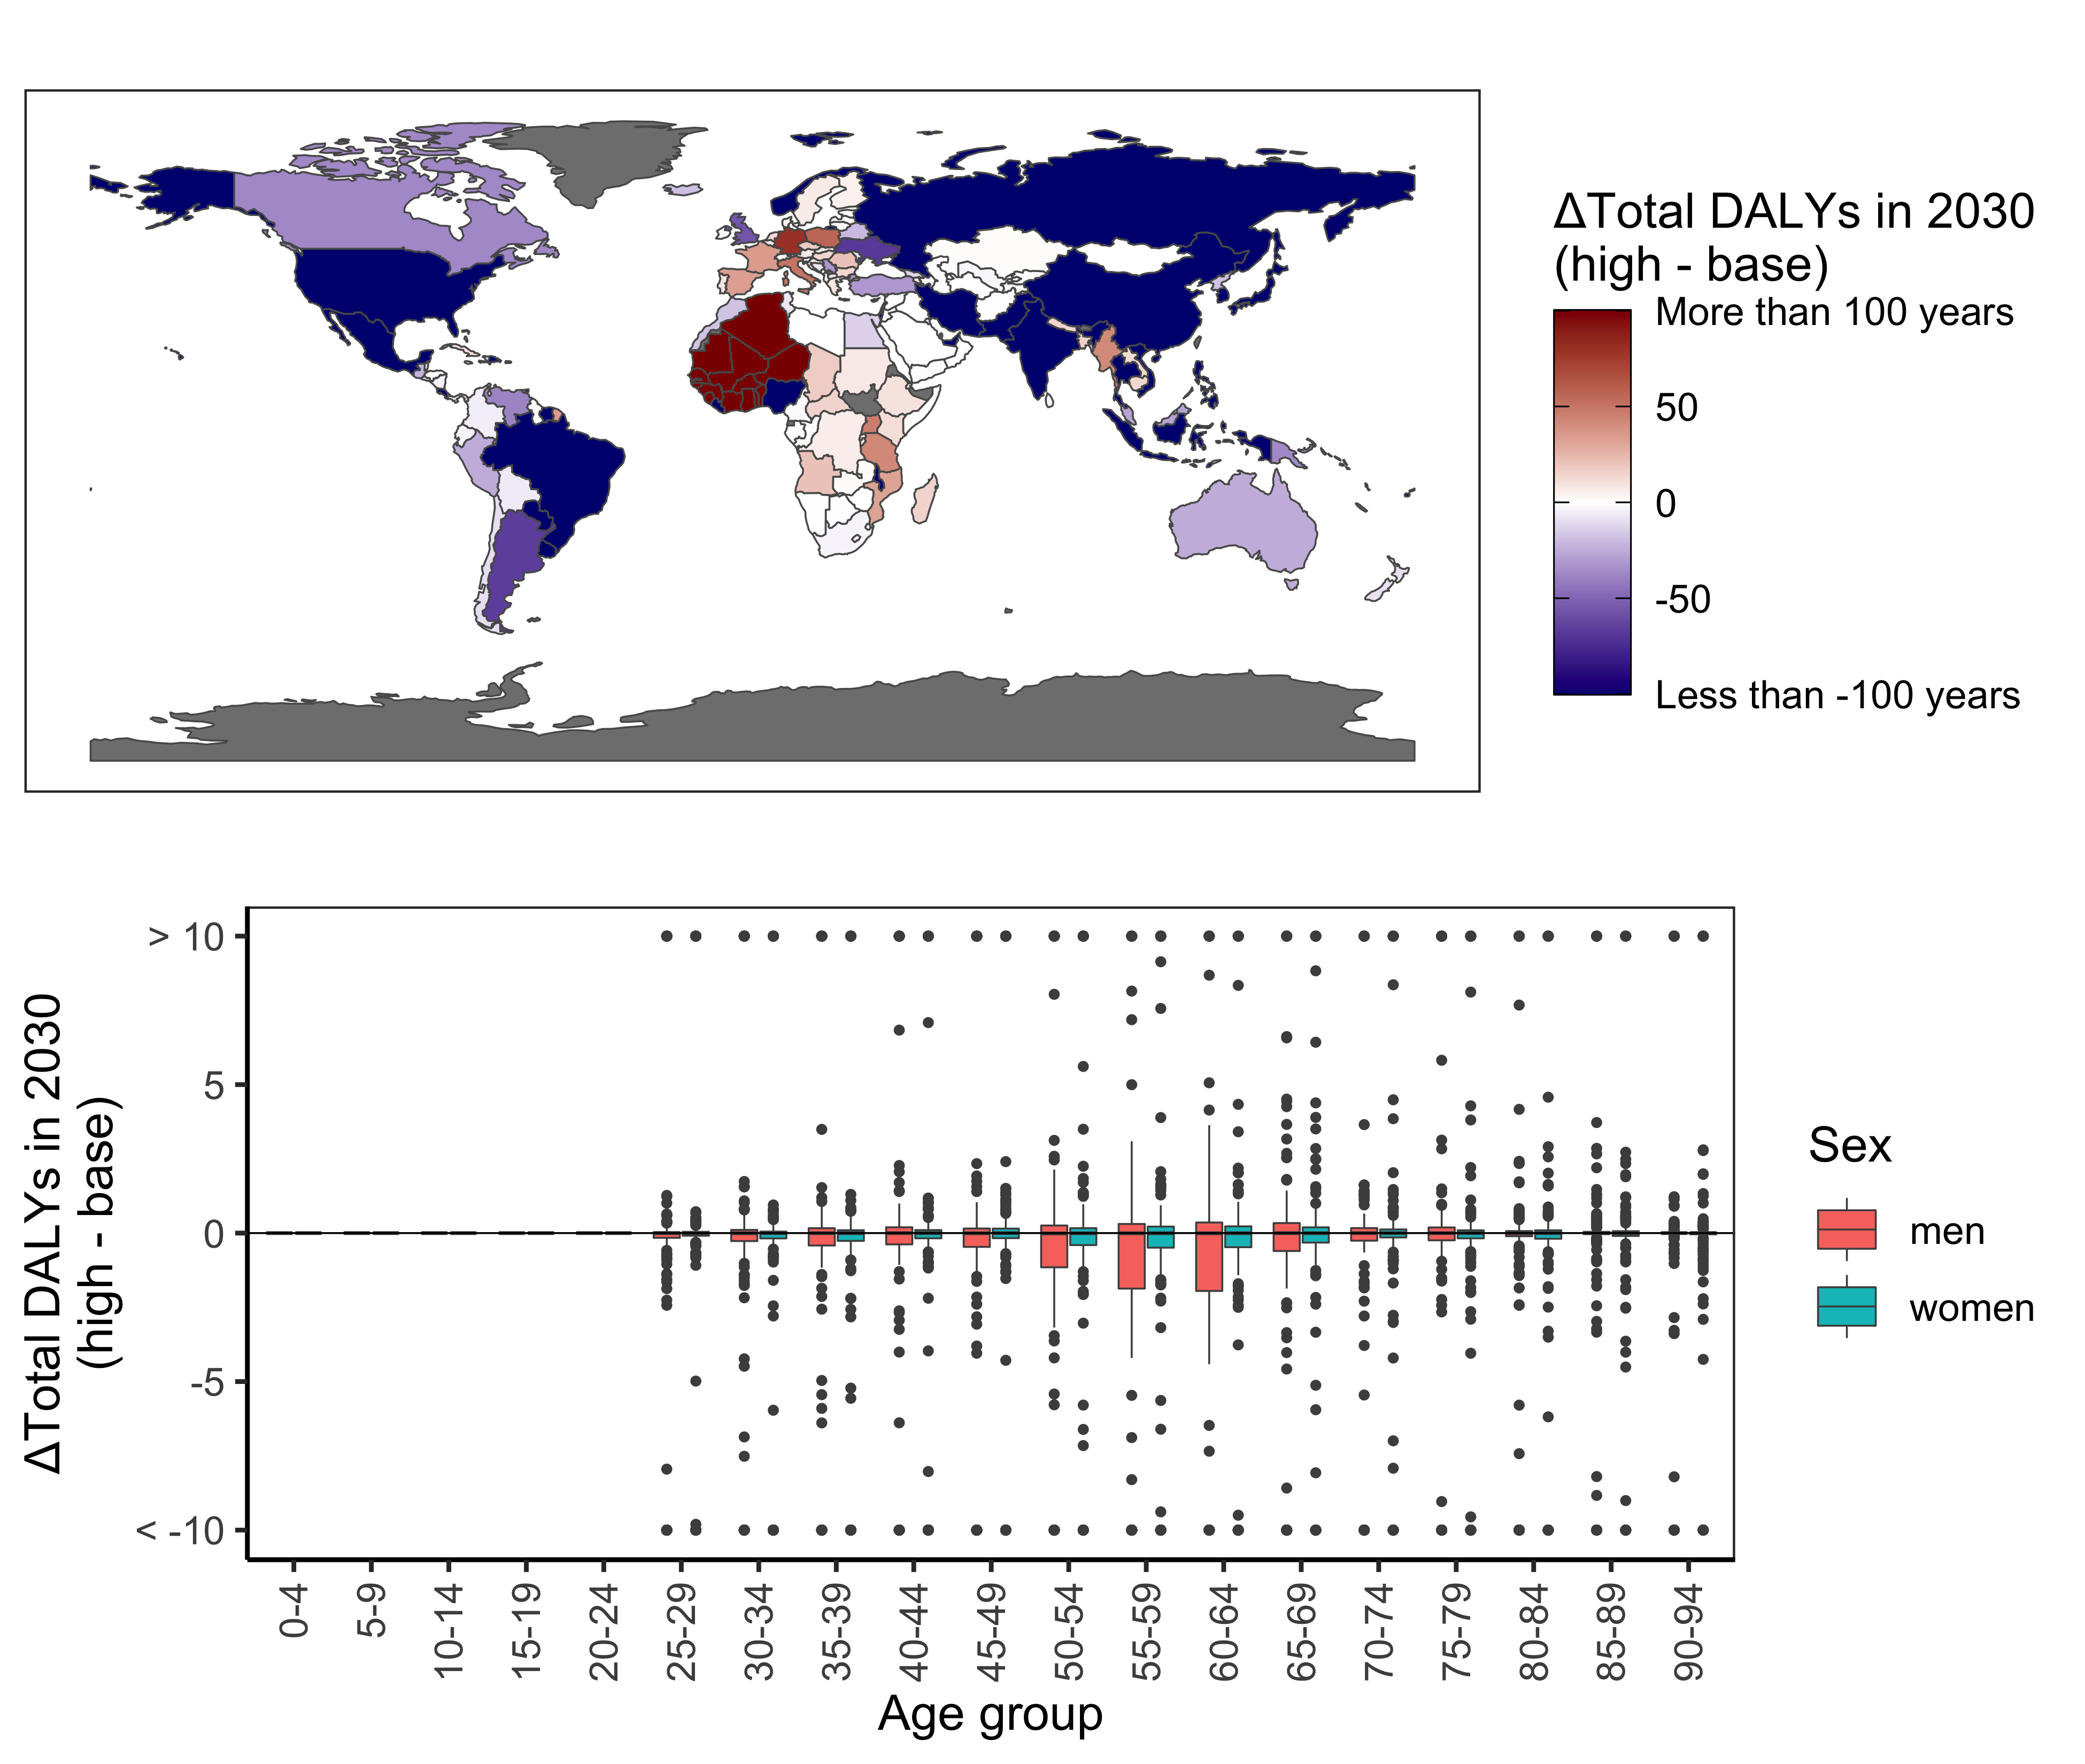 ΔTotal DALYs in 2030
(high - base)
More than 100 years
50
0
-50
Less than -100 years
ΔTotal DALYs in 2030
(high - base)
> 10
5
0
-5
< -10
0-4
5-9
10-14
15-19
20-24
25-29
30-34
35-39
40-44
45-49
50-54
55-59
60-64
65-69
70-74
75-79
80-84
85-89
90-94
Age group
Sex
men
women